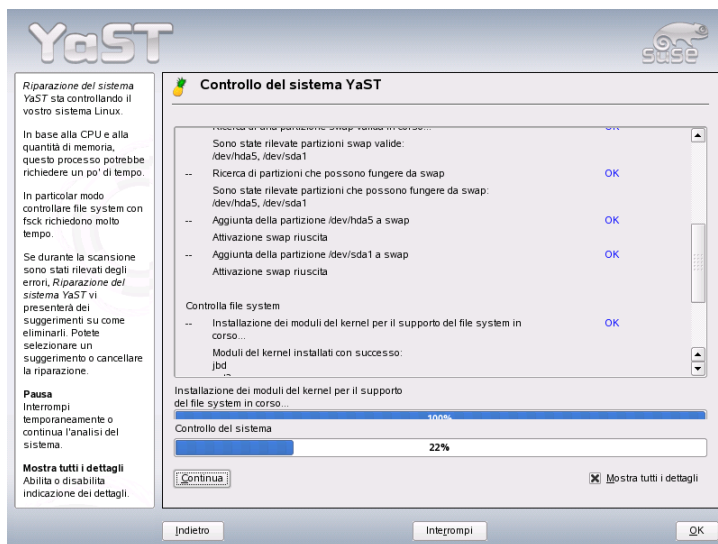 YaST
SUSE
Riparazione del sistema
YaST sta controllando il
vostro sistema Linux.
In base alla CPU e alla
quantità di memoria,
questo processo potrebbe
richiedere un po' di tempo.
In particolar modo
controllare file system con
fsck richiedono molto
tempo.
Se durante la scansione
sono stati rilevati degli
errori, Riparazione del
sistema YaST vi
presenterà dei
suggerimenti su come
eliminarli. Potete
selezionare un
suggerimento o cancellare
la riparazione.
Pausa
Interrompi
temporaneamente o
continua l'analisi del
sistema.
Mostra tutti i dettagli
Abilita o disabilita
indicazione dei dettagli.
Controllo del sistema YaST
Ricerca di una partizione swap valida in corso... OK
Sono state rilevate partizioni swap valide:
/dev/hda5, /dev/sda1
-- Ricerca di partizioni che possono fungere da swap OK
Sono state rilevate partizioni che possono fungere da swap:
/dev/hda5, /dev/sda1
-- Aggiunta della partizione /dev/hda5 a swap OK
Attivazione swap riuscita
-- Aggiunta della partizione /dev/sda1 a swap OK
Attivazione swap riuscita
Controlla file system
-- Installazione dei moduli del kernel per il supporto del file system in OK
corso...
Moduli del kernel installati con successo:
jbd
Installazione dei moduli del kernel per il supporto
del file system in corso...
100%
Controllo del sistema
22%
Continua
Mostra tutti i dettagli
Indietro
Interrompi
OK